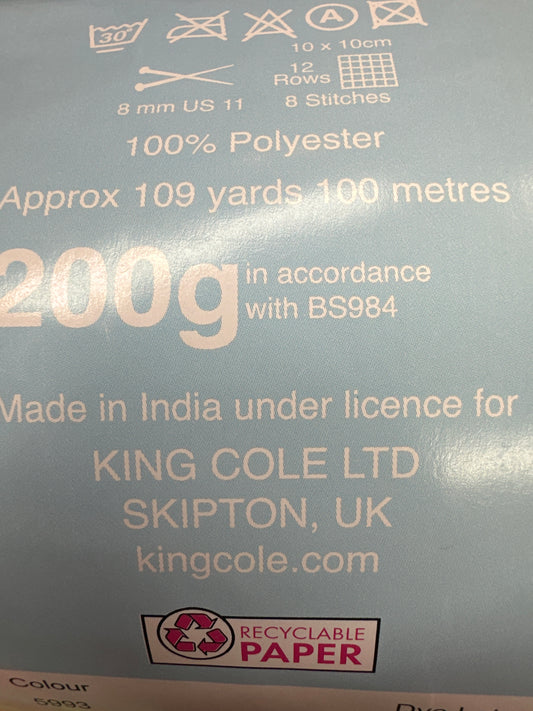 30°
A
10 x 10cm
12
Rows
8 mm US 11
8 Stitches
100% Polyester
Approx 109 yards 100 metres
200g
in accordance
with BS984
Made in India under licence for
KING COLE LTD
SKIPTON, UK
kingcole.com
RECYCLABLE
PAPER
Colour
5993